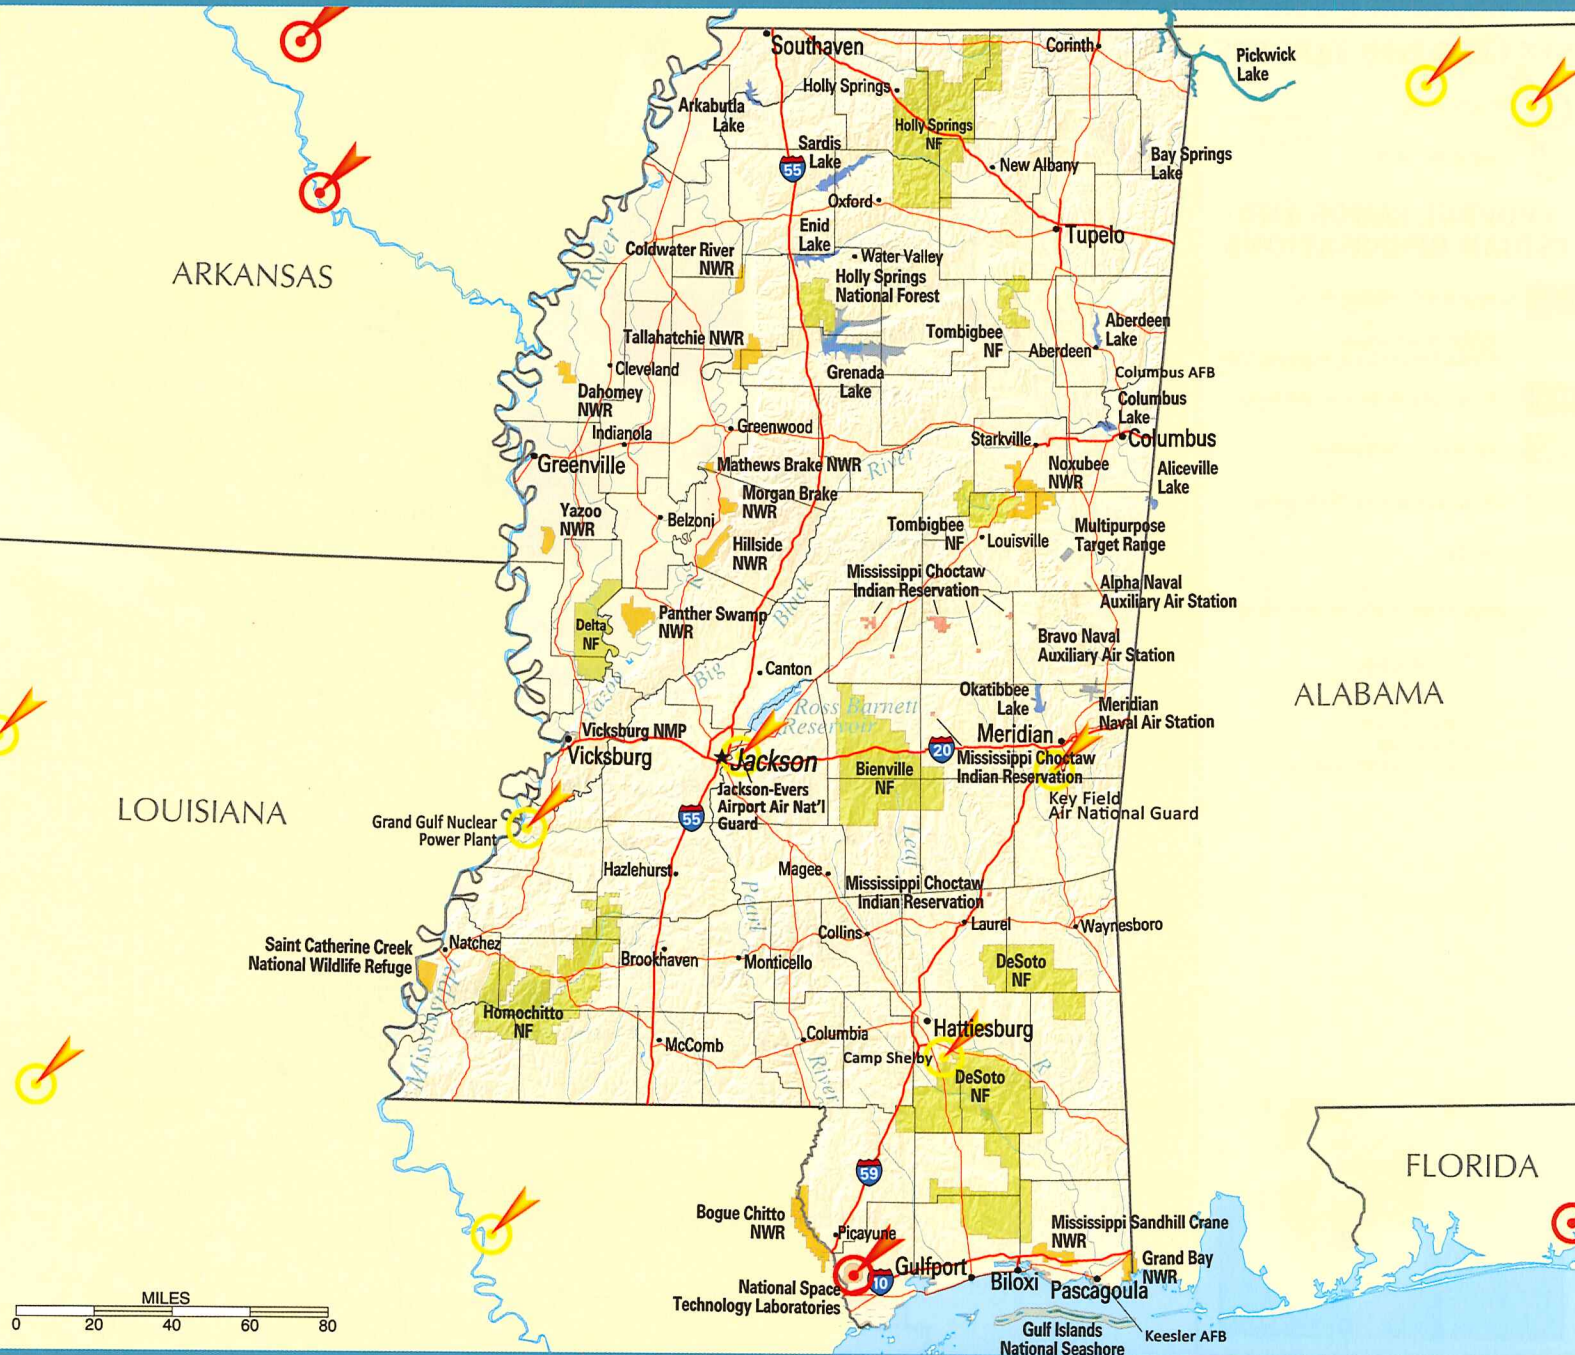 Southaven
Corinth
Pickwick
Lake
Holly Springs
Arkabutla
Lake
Holly Springs
NF
Sardis
Lake
55
New Albany
Bay Springs
Lake
Oxford
Enid
Lake
Tupelo
Coldwater River
NWR
Water Valley
River
ARKANSAS
Holly Springs
National Forest
Tallahatchie NWR
Tombigbee
NF
Aberdeen
Lake
Aberdeen
Cleveland
Grenada
Lake
Columbus AFB
Dahomey
NWR
Columbus
Lake
Indianola
Greenwood
Starkville
Columbus
Greenville
Mathews Brake NWR
River
Noxubee
NWR
Aliceville
Lake
Morgan Brake
NWR
Yazoo
NWR
Belzoni
Tombigbee
NF
Louisville
Multipurpose
Target Range
Hillside
NWR
Mississippi Choctaw
Indian Reservation
Alpha Naval
Auxiliary Air Station
R
Black
Delta
NF
Panther Swamp
NWR
Bravo Naval
Auxiliary Air Station
Canton
Big
Yazoo
Okatibbee
Lake
ALABAMA
Ross Barnett
Reservoir
Meridian
Naval Air Station
Vicksburg NMP
Meridian
Vicksburg
20
Jackson
Mississippi Choctaw
Indian Reservation
Bienville
NF
Jackson-Evers
Airport Air Nat'l
Guard
Key Field
Air National Guard
LOUISIANA
55
Grand Gulf Nuclear
Power Plant
Leaf
Hazlehurst
Magee
Mississippi Choctaw
Indian Reservation
Pearl
Laurel
Waynesboro
Collins
Saint Catherine Creek
National Wildlife Refuge
Natchez
Brookhaven
Monticello
DeSoto
NF
Mississippi
Homochitto
NF
Hattiesburg
McComb
Columbia
Camp Shelby
River
R
DeSoto
NF
59
FLORIDA
Bogue Chitto
NWR
Picayune
Mississippi Sandhill Crane
NWR
Grand Bay
NWR
10
Gulfport
Biloxi
Pascagoula
National Space
Technology Laboratories
MILES
0 20 40 60 80
Gulf Islands
National Seashore
Keesler AFB